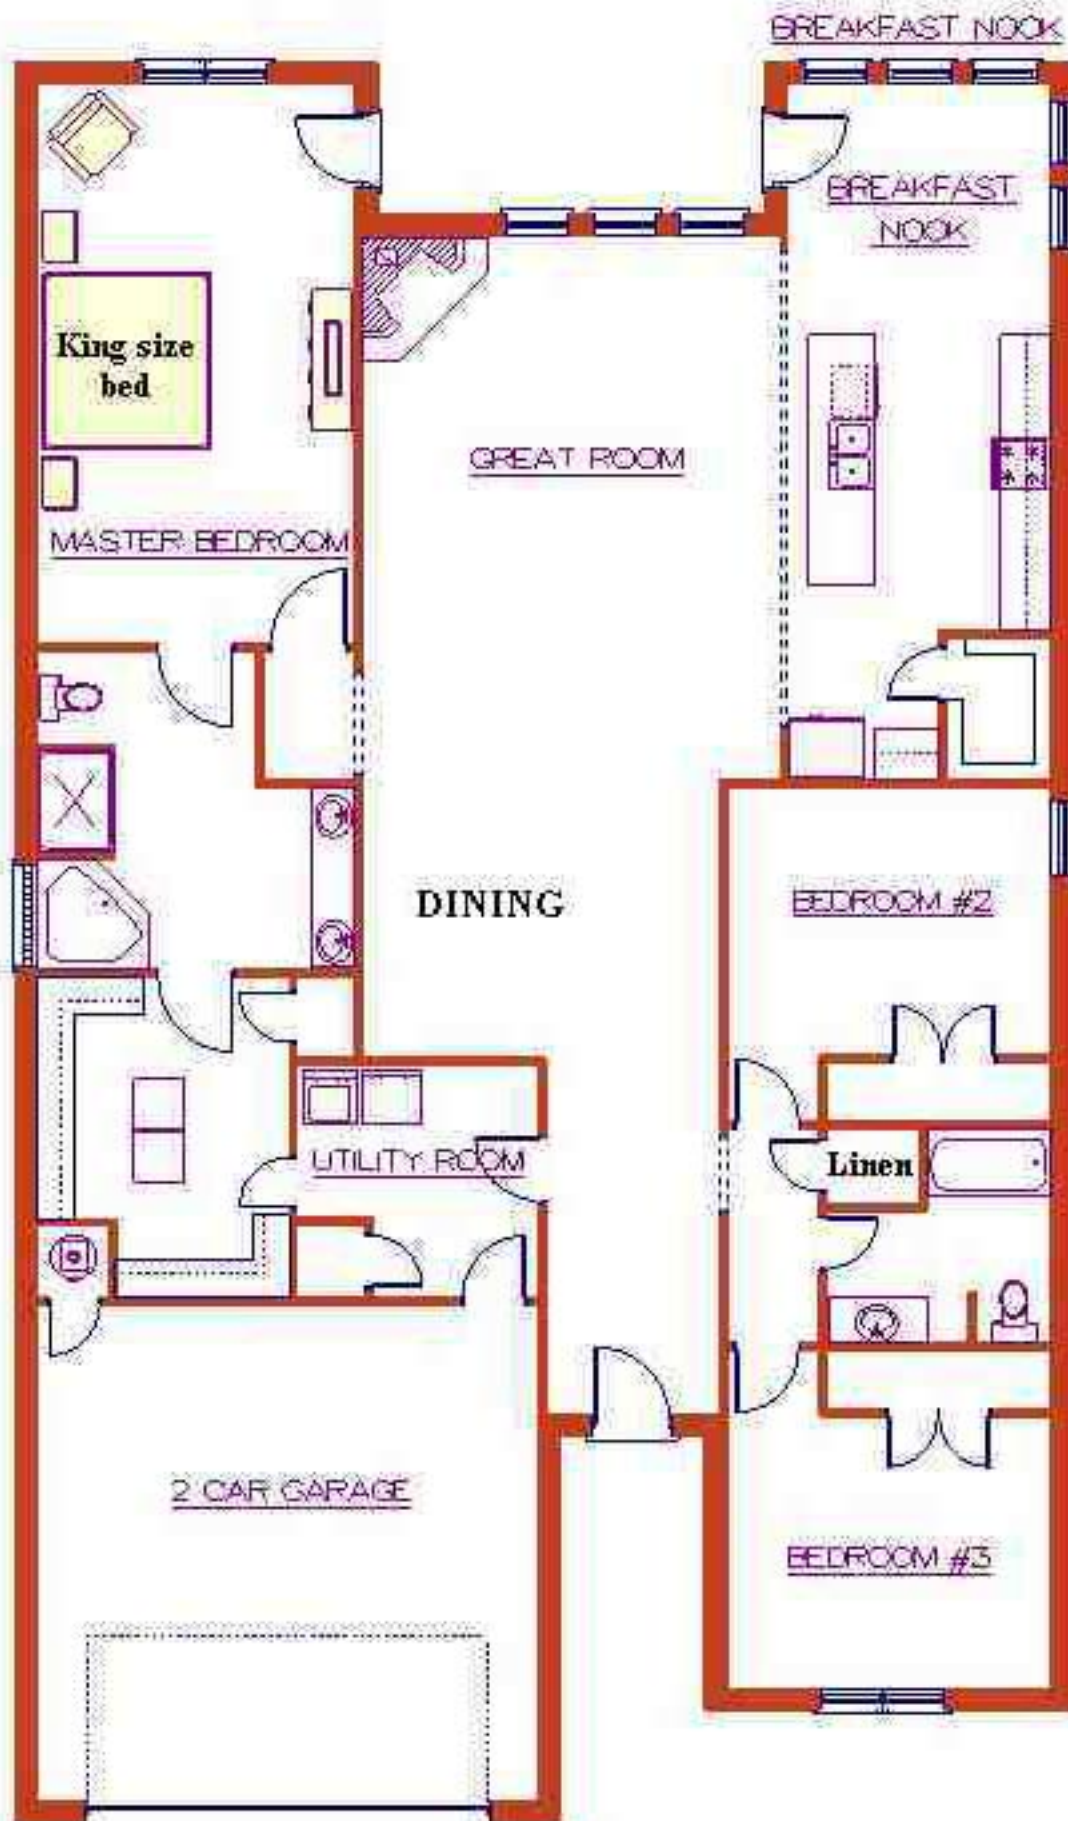 BREAKFAST NOOK
BREAKFAST
NOOK
King size
bed
GREAT ROOM
MASTER BEDROOM
DINING
BEDROOM #2
UTILITY ROOM
Linen
2 CAR GARAGE
BEDROOM #3